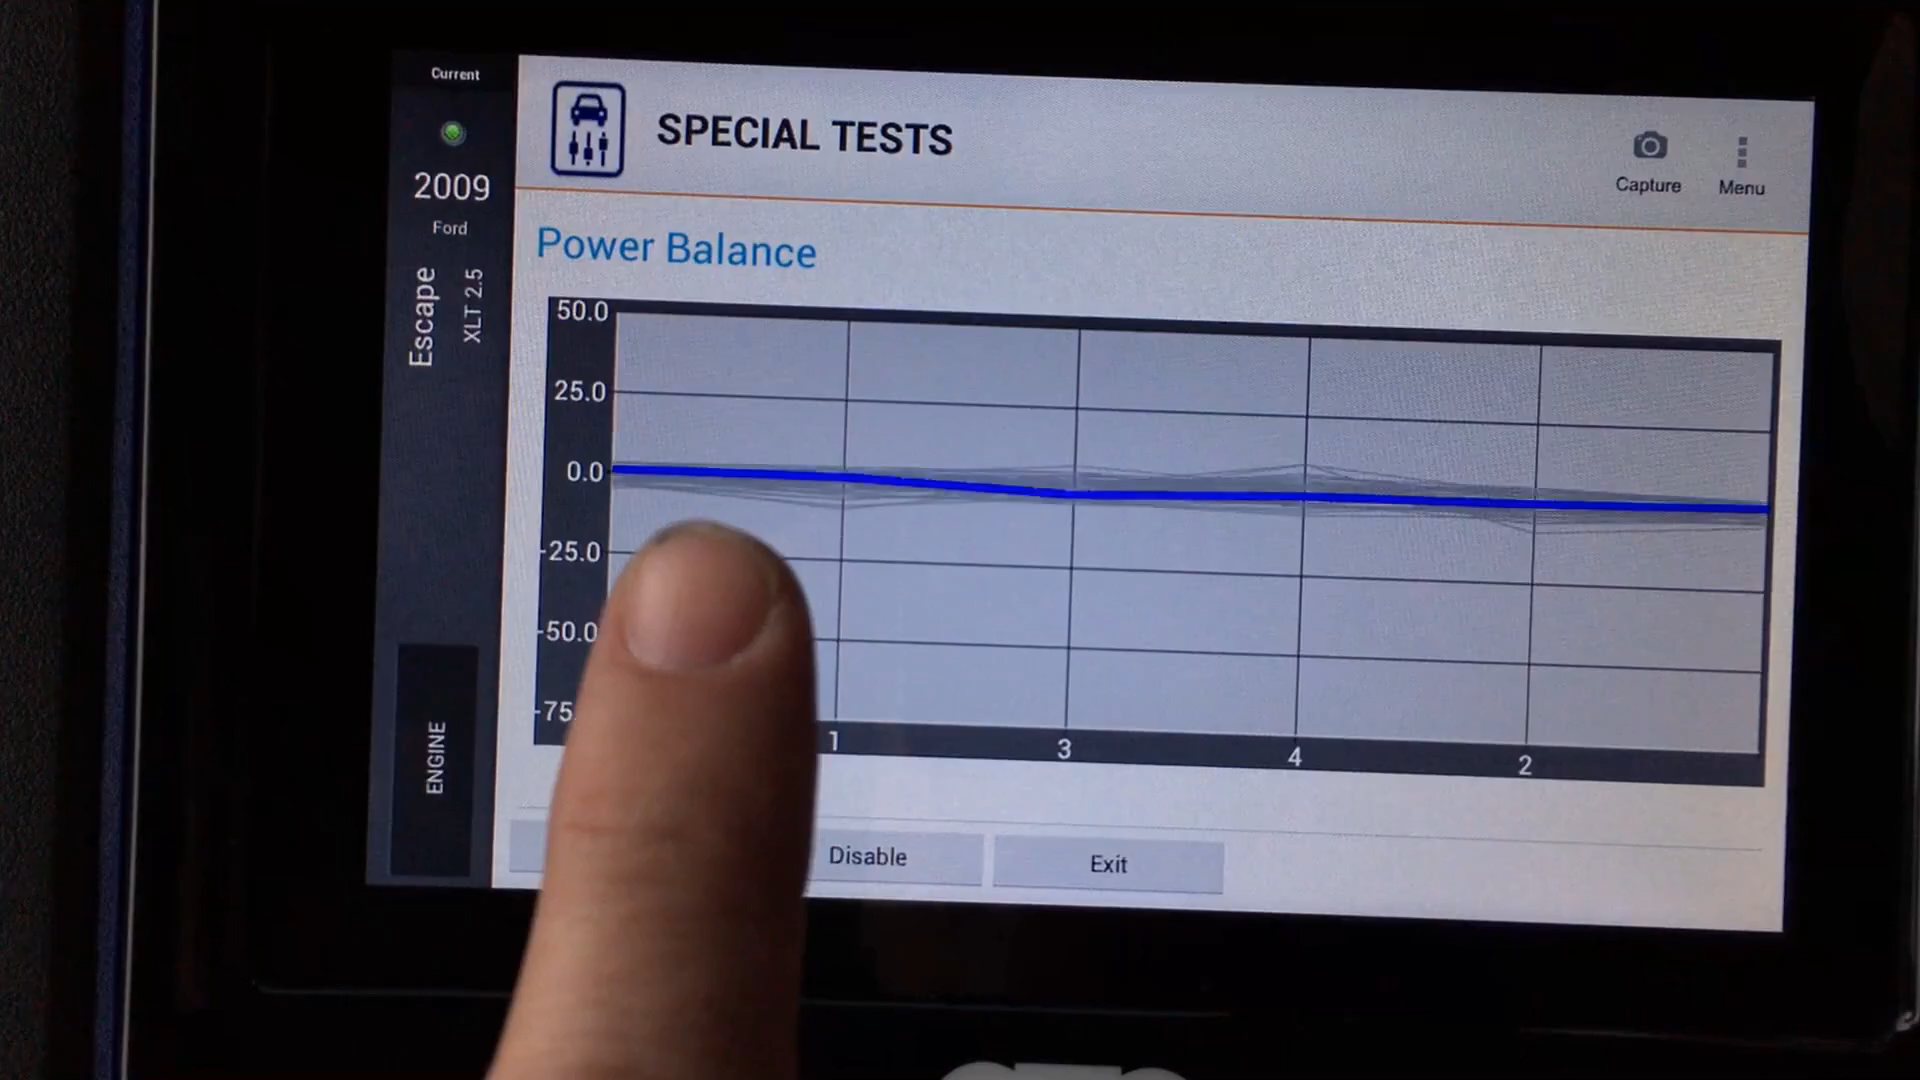 Current
2009
Ford
Escape
XLT 2.5
ENGINE
SPECIAL TESTS
Capture
Menu
Power Balance
50.0
25.0
0.0
-25.0
-50.0
-75
1
3
4
2
Disable
Exit